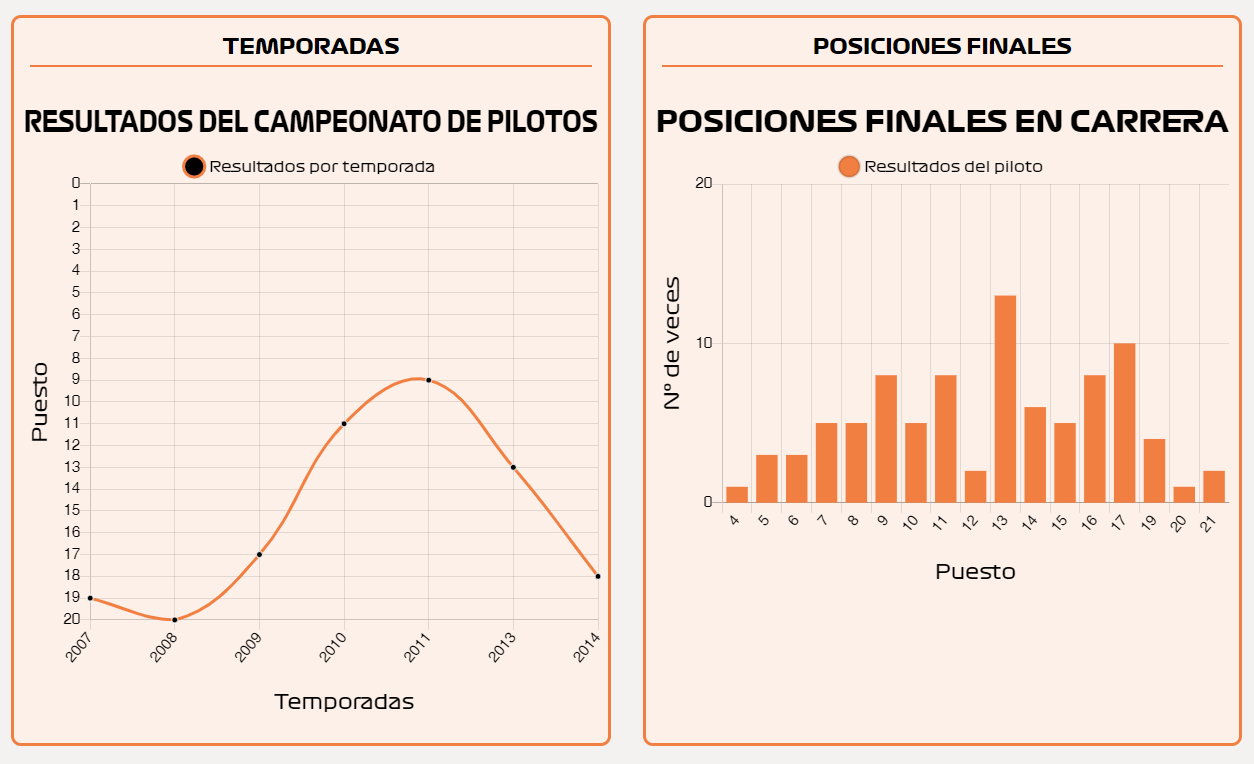 TEMPORADAS
RESULTADOS DEL CAMPEONATO DE PILOTOS
Resultados por temporada
Puesto
0
1
2
3
4
5
6
7
8
9
10
11
12
13
14
15
16
17
18
19
20
2007 2008 2009 2010 2011 2013 2014
Temporadas
POSICIONES FINALES
POSICIONES FINALES EN CARRERA
Resultados del piloto
Nº de veces
20
10
0
4 5 6 7 8 9 10 11 12 13 14 15 16 17 19 20 21
Puesto